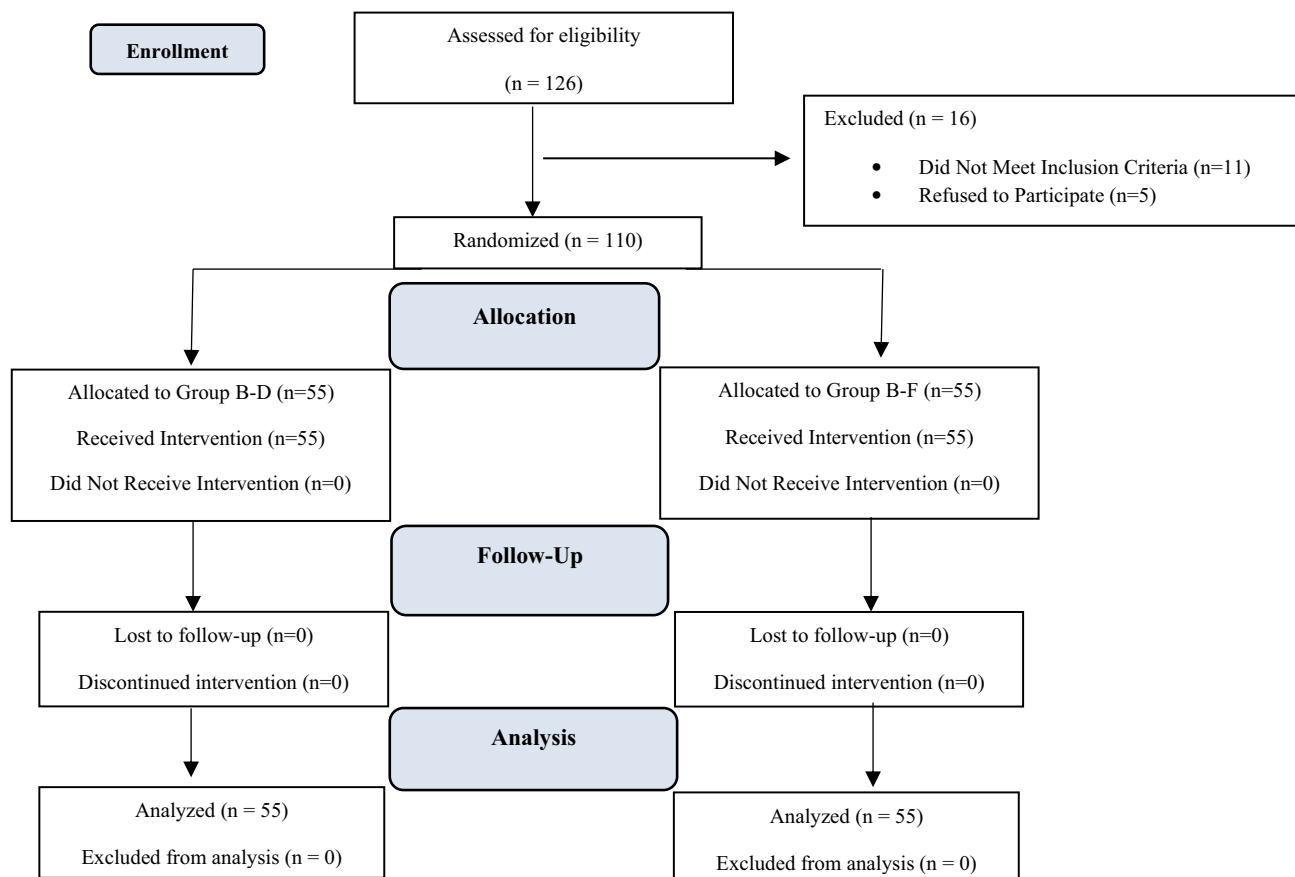 Enrollment
Assessed for eligibility
(n = 126)
Excluded (n = 16)
• Did Not Meet Inclusion Criteria (n=11)
• Refused to Participate (n=5)
Randomized (n = 110)
Allocation
Allocated to Group B-D (n=55)
Received Intervention (n=55)
Did Not Receive Intervention (n=0)
Allocated to Group B-F (n=55)
Received Intervention (n=55)
Did Not Receive Intervention (n=0)
Follow-Up
Lost to follow-up (n=0)
Discontinued intervention (n=0)
Lost to follow-up (n=0)
Discontinued intervention (n=0)
Analysis
Analyzed (n = 55)
Excluded from analysis (n = 0)
Analyzed (n = 55)
Excluded from analysis (n = 0)